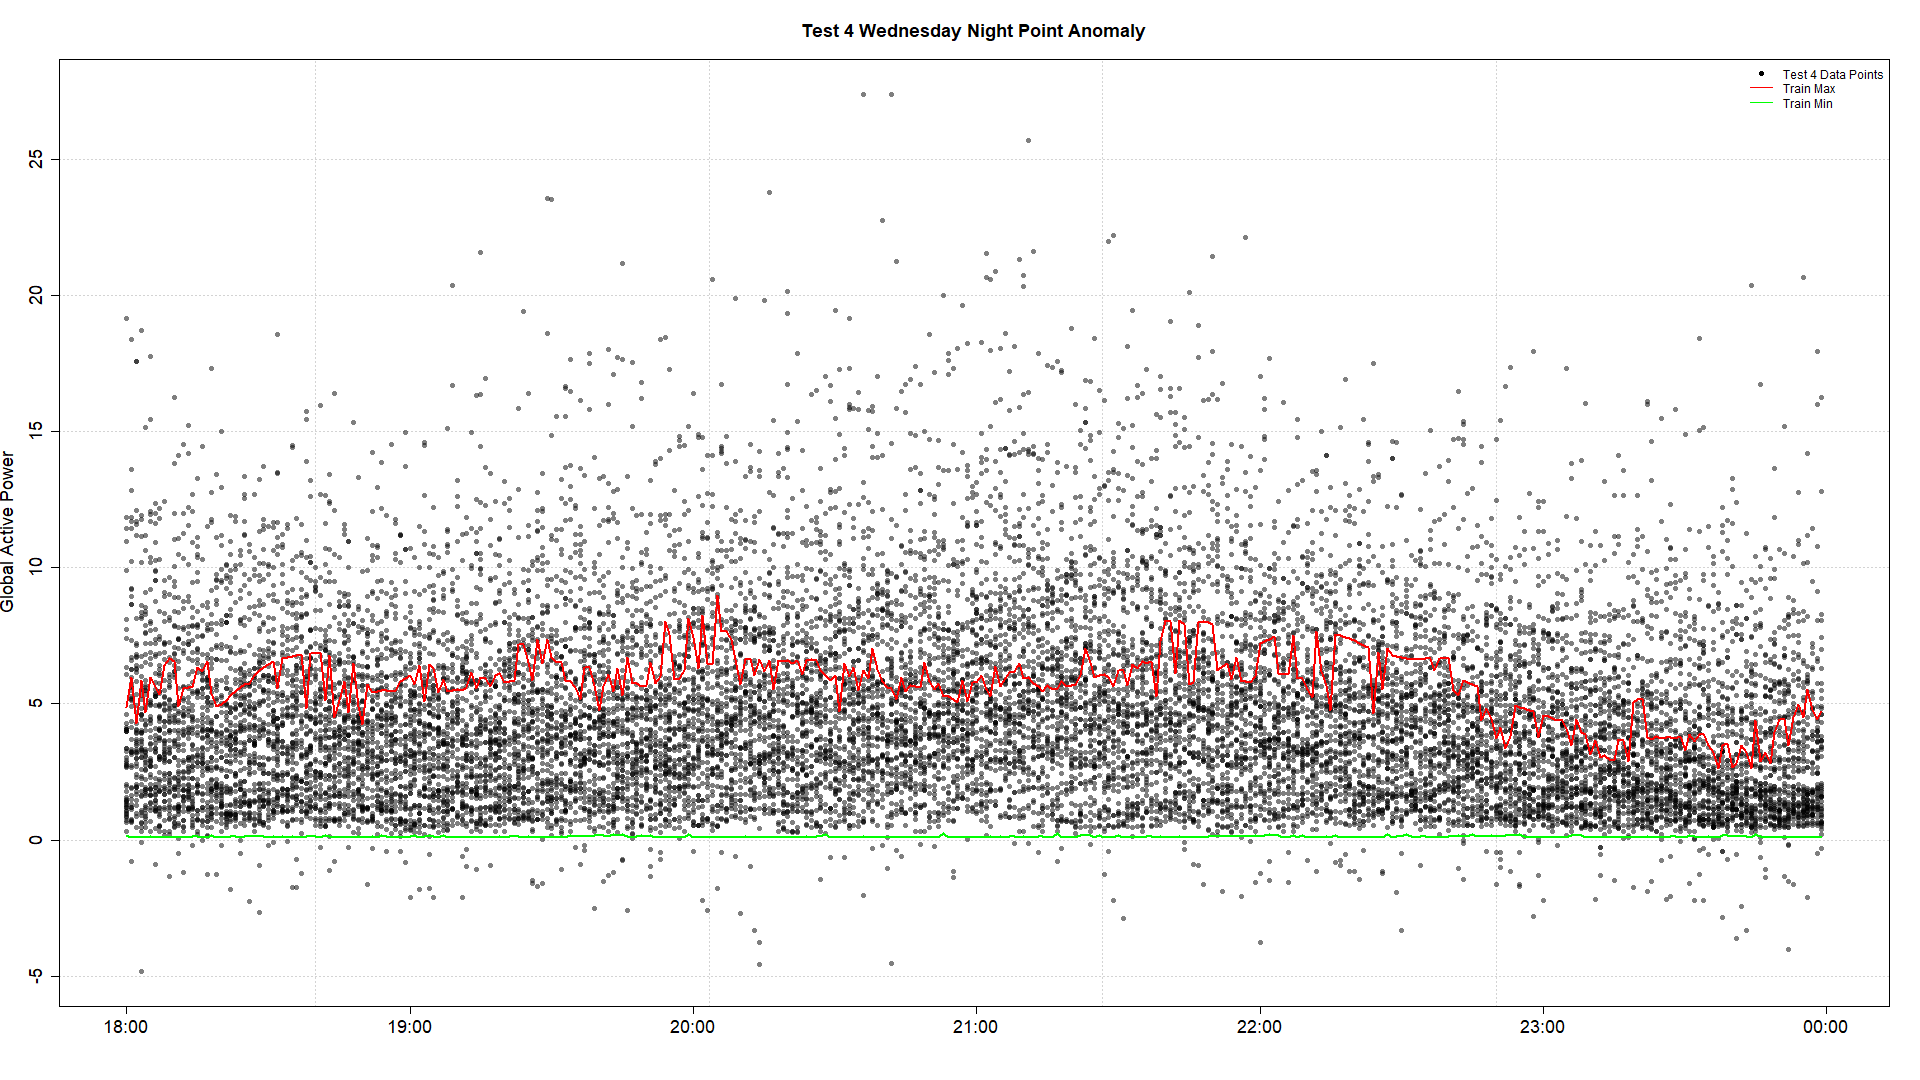 Test 4 Wednesday Night Point Anomaly
Test 4 Data Points
Train Max
Train Min
Global Active Power
25
20
15
10
5
0
-5
18:00
19:00
20:00
21:00
22:00
23:00
00:00